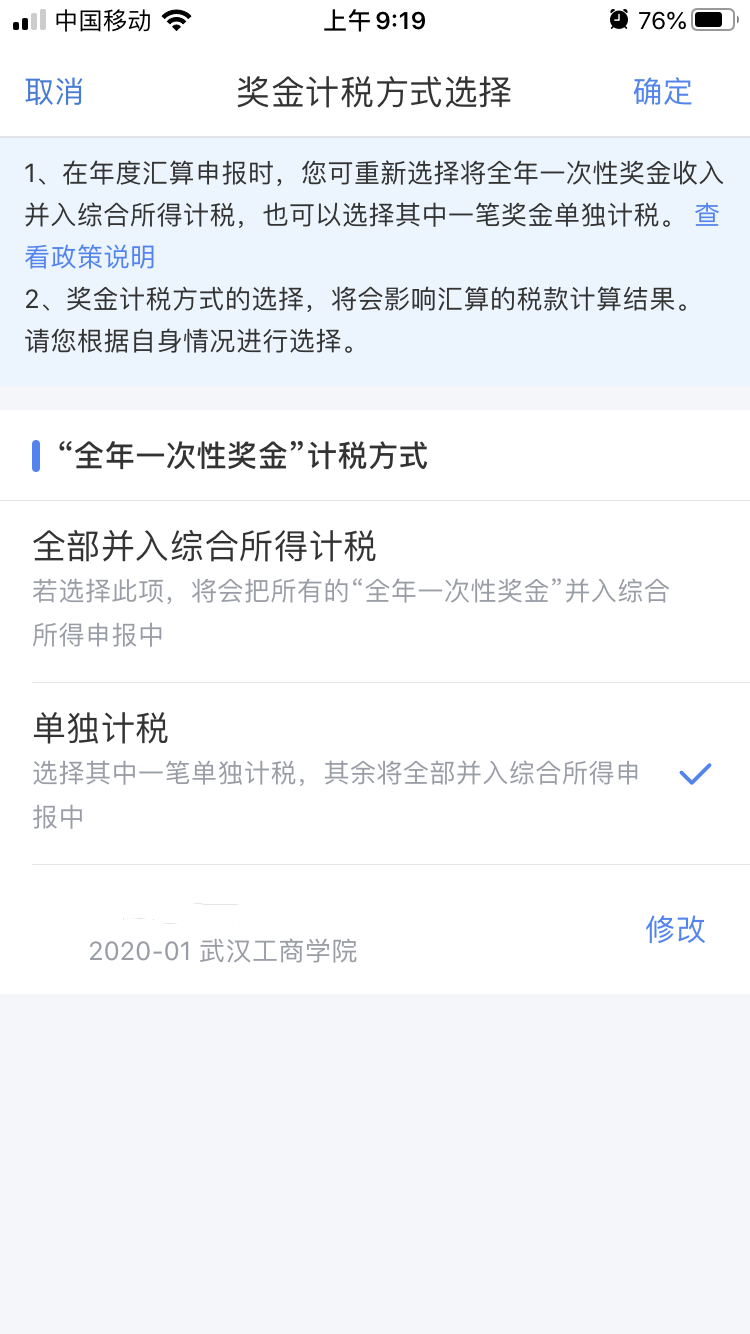 中国移动
上午9:19
76%
取消
奖金计税方式选择
确定
1、在年度汇算申报时，您可重新选择将全年一次性奖金收入
并入综合所得计税，也可以选择其中一笔奖金单独计税。查
看政策说明
2、奖金计税方式的选择，将会影响汇算的税款计算结果。
请您根据自身情况进行选择。
“全年一次性奖金”计税方式
全部并入综合所得计税
若选择此项，将会把所有的“全年一次性奖金”并入综合
所得申报中
单独计税
选择其中一笔单独计税，其余将全部并入综合所得申
报中
2020-01 武汉工商学院
修改